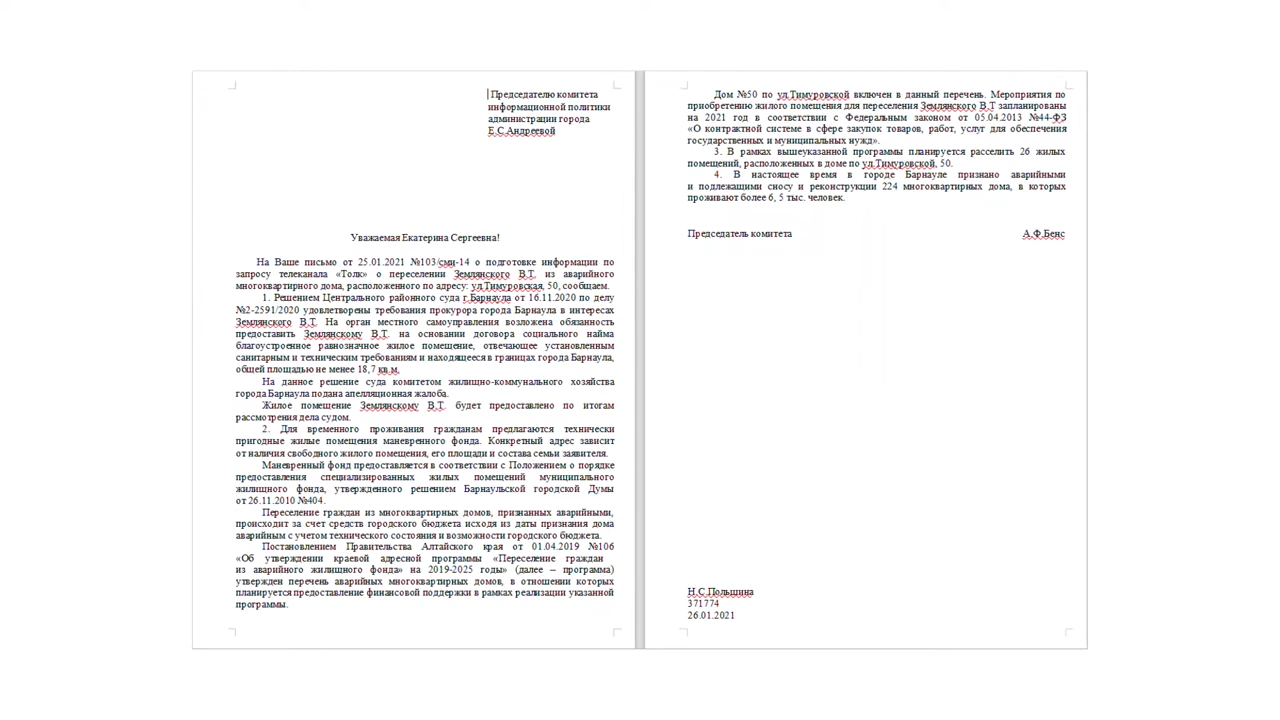 Председателю комитета
информационной политики
администрации города
Е.С.Андреевой
Уважаемая Екатерина Сергеевна!
На Ваше письмо от 25.01.2021 №103/сми-14 о подготовке информации по
запросу телеканала «Толк» о переселении Землянского В.Т. из аварийного
многоквартирного дома, расположенного по адресу: ул.Тимуровская, 50, сообщаем.
1. Решением Центрального районного суда г.Барнаула от 16.11.2020 по делу
№2-2591/2020 удовлетворены требования прокурора города Барнаула в интересах
Землянского В.Т. На орган местного самоуправления возложена обязанность
предоставить Землянскому В.Т. на основании договора социального найма
благоустроенное равнозначное жилое помещение, отвечающее установленным
санитарным и техническим требованиям и находящееся в границах города Барнаула,
общей площадью не менее 18,7 кв.м.
На данное решение суда комитетом жилищно-коммунального хозяйства
города Барнаула подана апелляционная жалоба.
Жилое помещение Землянскому В.Т. будет предоставлено по итогам
рассмотрения дела судом.
2. Для временного проживания гражданам предлагаются технически
пригодные жилые помещения маневренного фонда. Конкретный адрес зависит
от наличия свободного жилого помещения, его площади и состава семьи заявителя.
Маневренный фонд предоставляется в соответствии с Положением о порядке
предоставления специализированных жилых помещений муниципального
жилищного фонда, утвержденного решением Барнаульской городской Думы
от 26.11.2010 №404.
Переселение граждан из многоквартирных домов, признанных аварийными,
происходит за счет средств городского бюджета исходя из даты признания дома
аварийным с учетом технического состояния и возможности городского бюджета.
Постановлением Правительства Алтайского края от 01.04.2019 №106
«Об утверждении краевой адресной программы «Переселение граждан
из аварийного жилищного фонда» на 2019-2025 годы» (далее – программа)
утвержден перечень аварийных многоквартирных домов, в отношении которых
планируется предоставление финансовой поддержки в рамках реализации указанной
программы.
Дом №50 по ул.Тимуровской включен в данный перечень. Мероприятия по
приобретению жилого помещения для переселения Землянского В.Т запланированы
на 2021 год в соответствии с Федеральным законом от 05.04.2013 №44-ФЗ
«О контрактной системе в сфере закупок товаров, работ, услуг для обеспечения
государственных и муниципальных нужд».
3. В рамках вышеуказанной программы планируется расселить 26 жилых
помещений, расположенных в доме по ул.Тимуровской, 50.
4. В настоящее время в городе Барнауле признано аварийными
и подлежащими сносу и реконструкции 224 многоквартирных дома, в которых
проживают более 6, 5 тыс. человек.
Председатель комитета А.Ф.Бенс
Н.С.Польшина
371774
26.01.2021